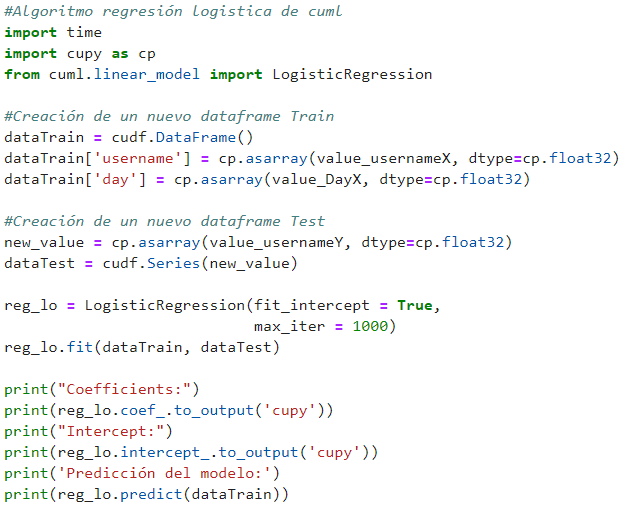 #Algoritmo regresión logistica de cuml
import time
import cupy as cp
from cuml.linear_model import LogisticRegression

#Creación de un nuevo dataframe Train
dataTrain = cudf.DataFrame()
dataTrain['username'] = cp.asarray(value_usernameX, dtype=cp.float32)
dataTrain['day'] = cp.asarray(value_DayX, dtype=cp.float32)

#Creación de un nuevo dataframe Test
new_value = cp.asarray(value_usernameY, dtype=cp.float32)
dataTest = cudf.Series(new_value)

reg_lo = LogisticRegression(fit_intercept = True,
                            max_iter = 1000)
reg_lo.fit(dataTrain, dataTest)

print("Coefficients:")
print(reg_lo.coef_.to_output('cupy'))
print("Intercept:")
print(reg_lo.intercept_.to_output('cupy'))
print('Predicción del modelo:')
print(reg_lo.predict(dataTrain))